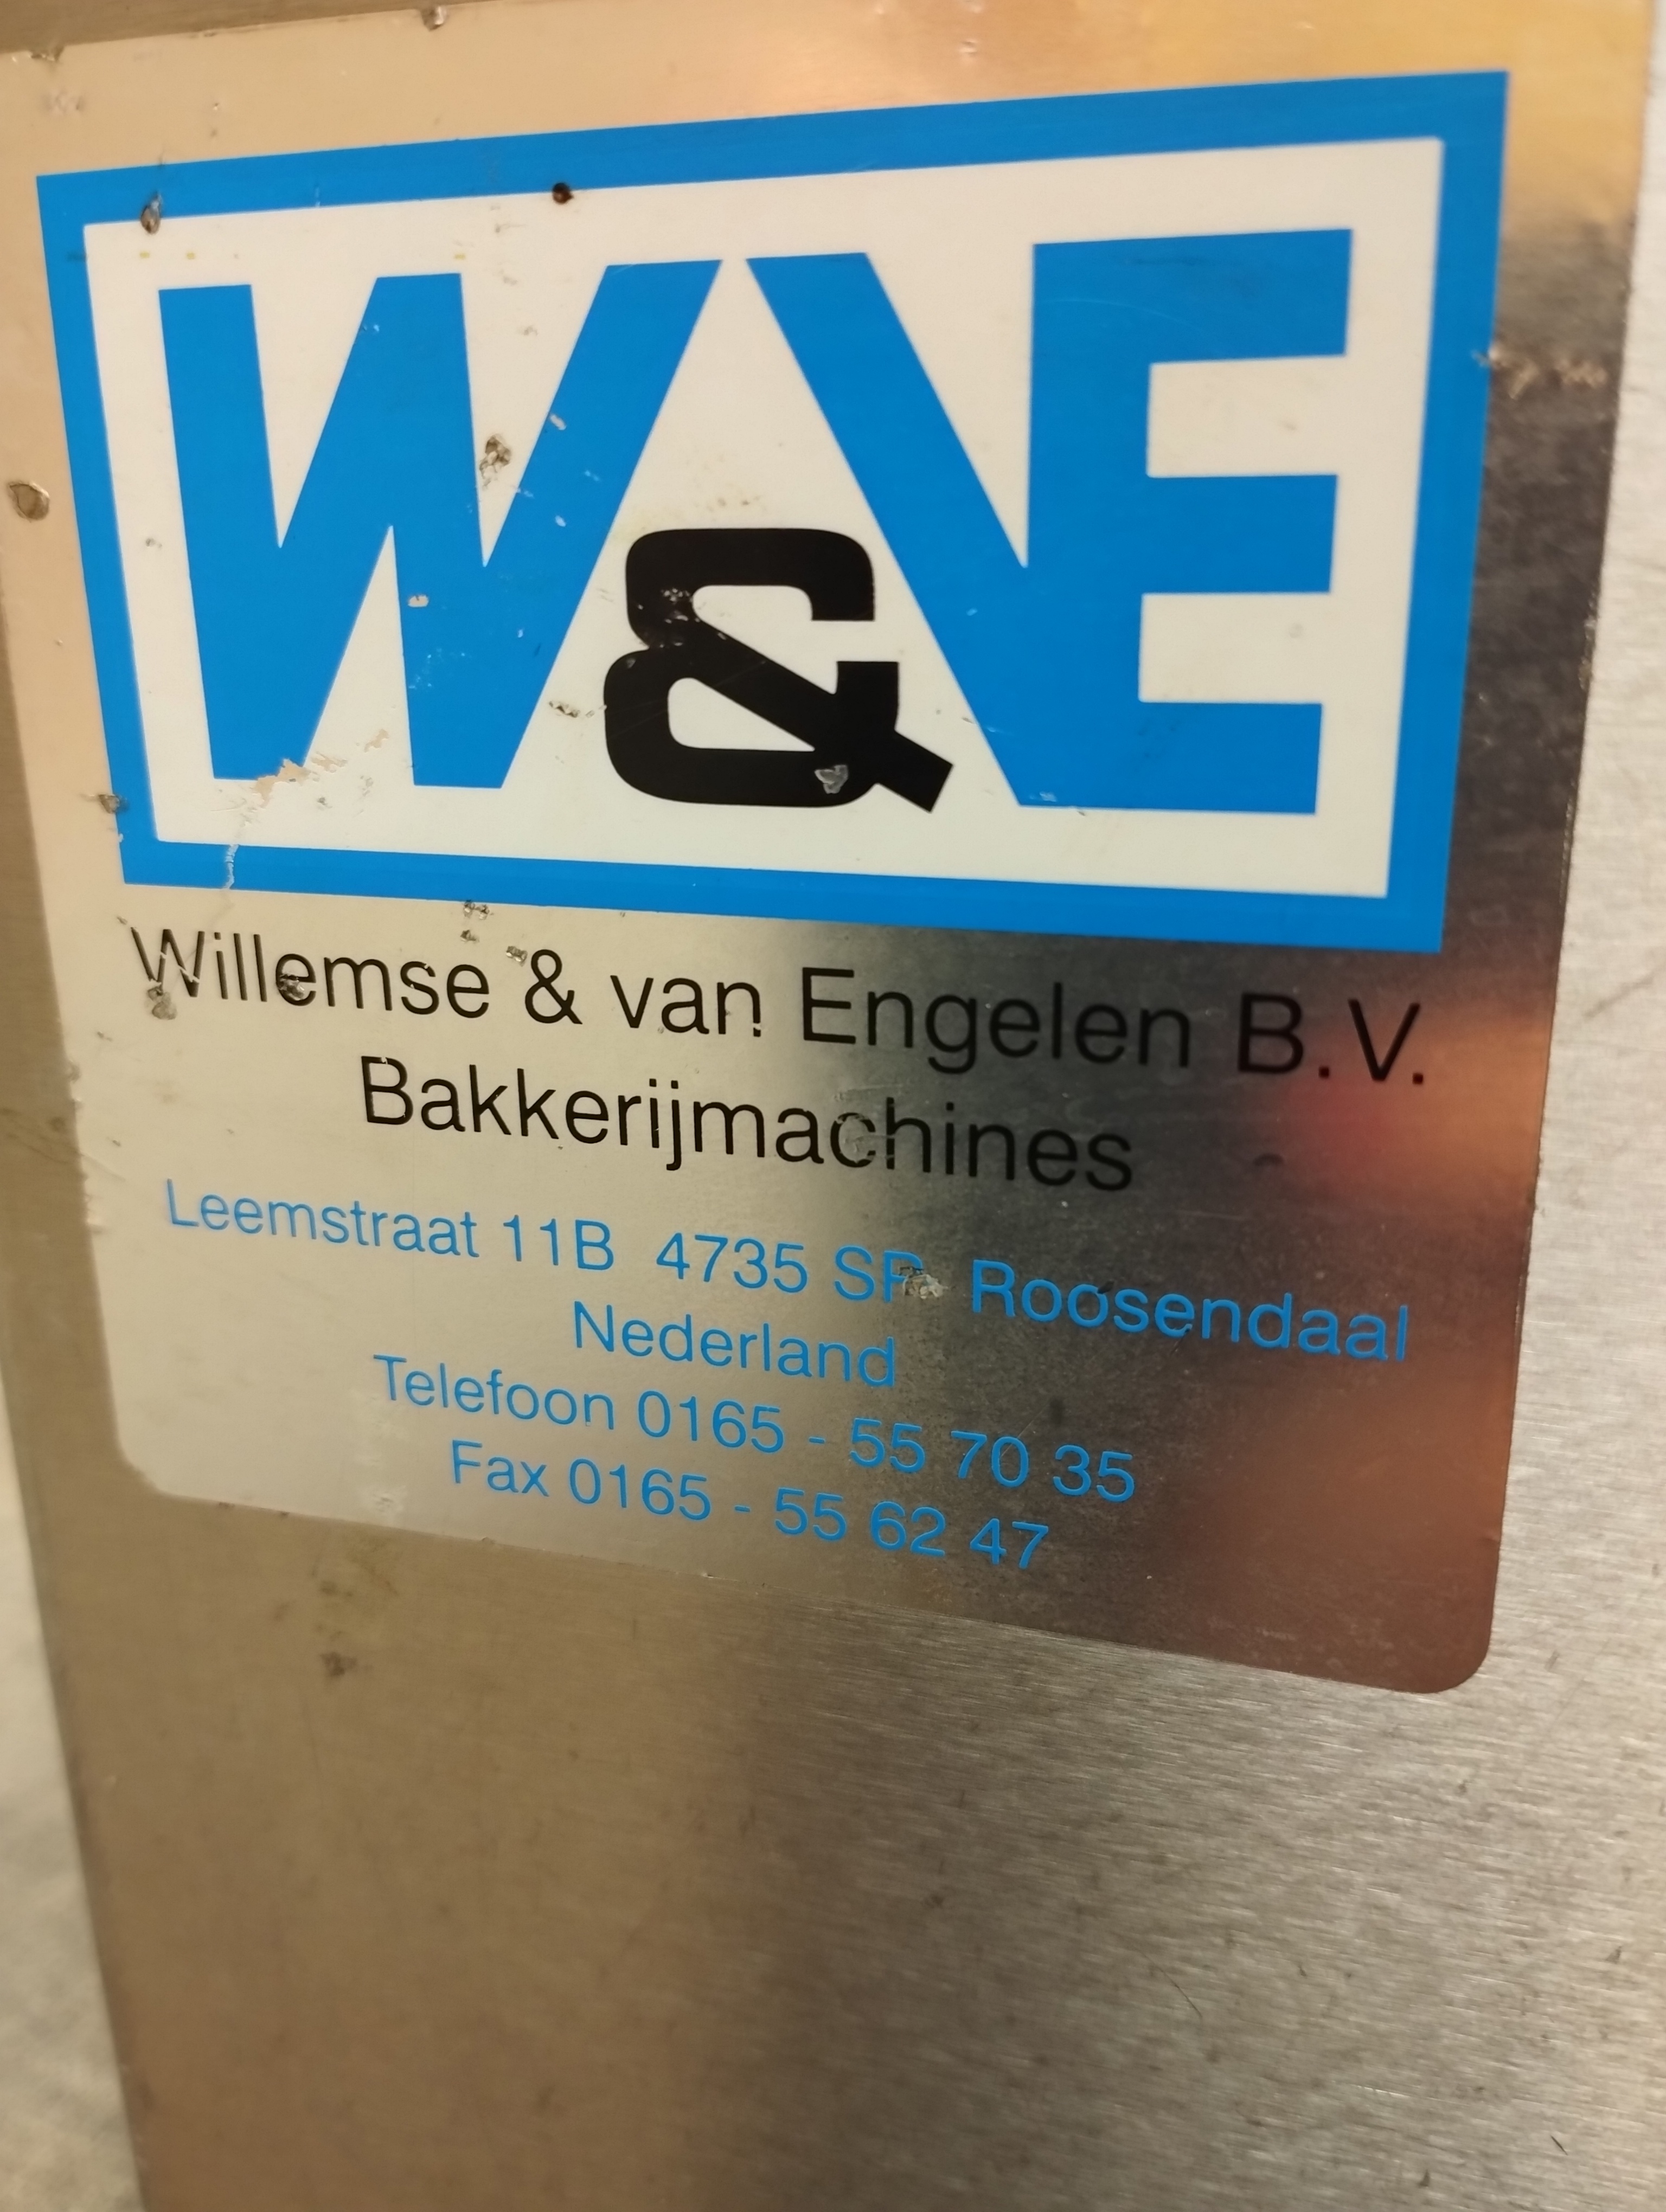 W&VE
Willemse & van Engelen B.V.
Bakkerijmachines
Leemstraat 11B 4735 SP Roosendaal
Nederland
Telefoon 0165 - 55 70 35
Fax 0165 - 55 62 47